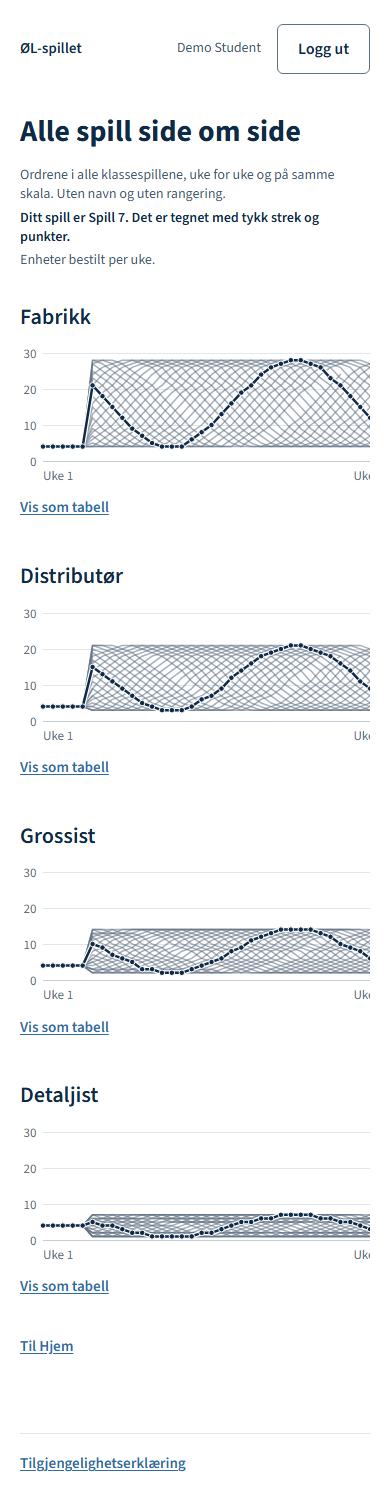 ØL-spillet
Demo Student
Logg ut
Alle spill side om side
Ordrene i alle klassespillene, uke for uke og på samme
skala. Uten navn og uten rangering.
Ditt spill er Spill 7. Det er tegnet med tykk strek og
punkter.
Enheter bestilt per uke.
Fabrikk
30
20
10
0
Uke 1
Uke
Vis som tabell
Distributør
30
20
10
0
Uke 1
Uke
Vis som tabell
Grossist
30
20
10
0
Uke 1
Uke
Vis som tabell
Detaljist
30
20
10
0
Uke 1
Uke
Vis som tabell
Til Hjem
Tilgjengelighetserklæring